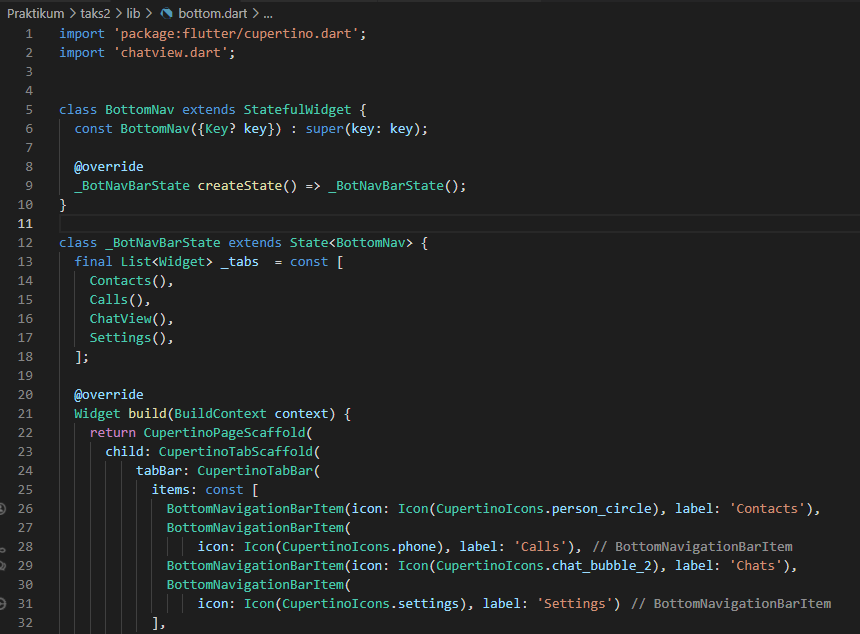 Praktikum > taks2 > lib > bottom.dart > ...
1 import 'package:flutter/cupertino.dart';
2 import 'chatview.dart';
3
4
5 class BottomNav extends StatefulWidget {
6   const BottomNav({Key? key}) : super(key: key);
7
8   @override
9   _BotNavBarState createState() => _BotNavBarState();
10 }
11
12 class _BotNavBarState extends State<BottomNav> {
13   final List<Widget> _tabs  = const [
14     Contacts(),
15     Calls(),
16     ChatView(),
17     Settings(),
18   ];
19
20   @override
21   Widget build(BuildContext context) {
22     return CupertinoPageScaffold(
23       child: CupertinoTabScaffold(
24           tabBar: CupertinoTabBar(
25             items: const [
26               BottomNavigationBarItem(icon: Icon(CupertinoIcons.person_circle), label: 'Contacts'),
27               BottomNavigationBarItem(
28                   icon: Icon(CupertinoIcons.phone), label: 'Calls'), // BottomNavigationBarItem
29               BottomNavigationBarItem(icon: Icon(CupertinoIcons.chat_bubble_2), label: 'Chats'),
30               BottomNavigationBarItem(
31                   icon: Icon(CupertinoIcons.settings), label: 'Settings') // BottomNavigationBarItem
32             ],